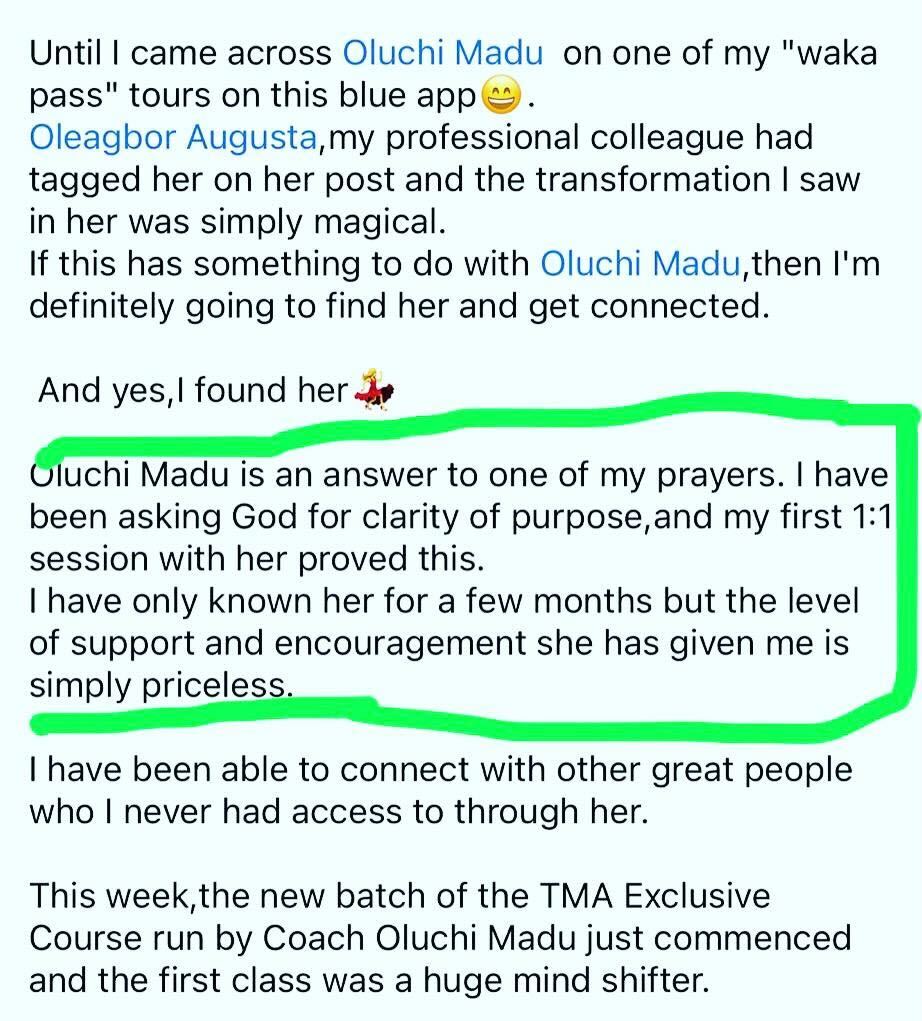 Until I came across Oluchi Madu on one of my "waka
pass" tours on this blue app😄.
Oleagbor Augusta,my professional colleague had
tagged her on her post and the transformation I saw
in her was simply magical.
If this has something to do with Oluchi Madu,then I'm
definitely going to find her and get connected.
And yes,I found her💃
Oluchi Madu is an answer to one of my prayers. I have
been asking God for clarity of purpose,and my first 1:1
session with her proved this.
I have only known her for a few months but the level
of support and encouragement she has given me is
simply priceless.
I have been able to connect with other great people
who I never had access to through her.
This week,the new batch of the TMA Exclusive
Course run by Coach Oluchi Madu just commenced
and the first class was a huge mind shifter.